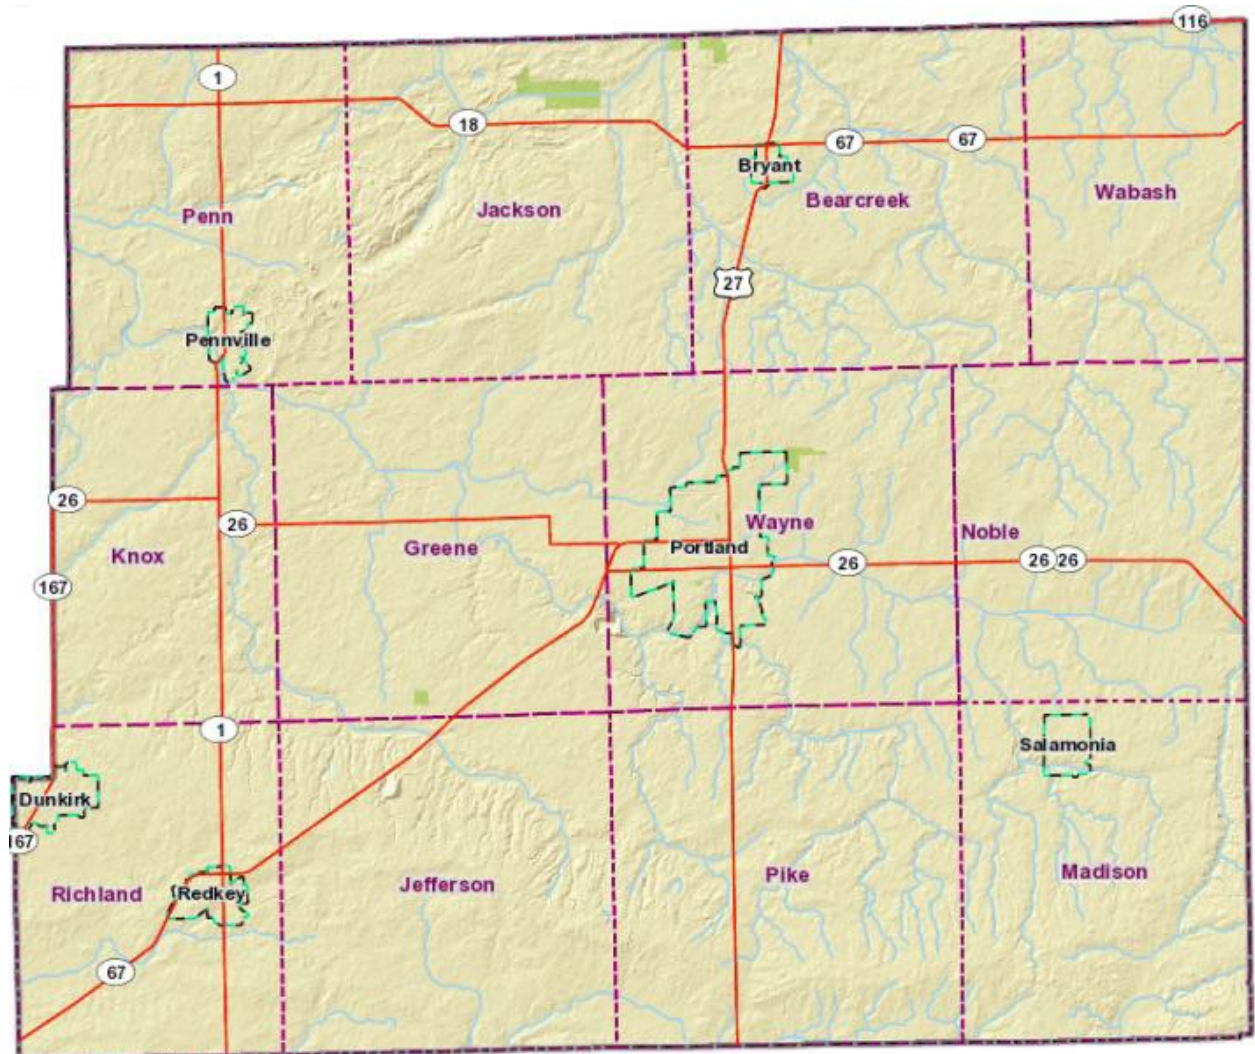 116
1
18
67
67
Bryant
Penn
Jackson
Bearcreek
Wabash
27
Pennville
26
26
Knox
Greene
Portland
Wayne
Noble
26
26
26
167
1
Salamonia
Dunkirk
167
Richland
Redkey
Jefferson
Pike
Madison
67